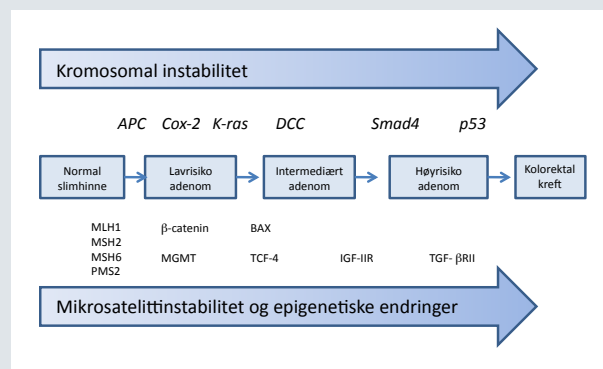 Kromosomal instabilitet
APC Cox-2 K-ras DCC Smad4 p53
Normal
slimhinne
Lavrisiko
adenom
Intermediært
adenom
Høyrisiko
adenom
Kolorektal
kreft
MLH1 β-catenin BAX
MSH2
MSH6 MGMT TCF-4 IGF-IIR TGF- βRII
PMS2
Mikrosatelittinstabilitet og epigenetiske endringer